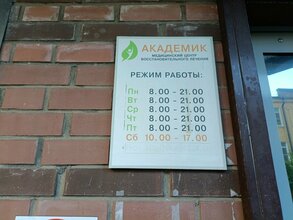 АКАДЕМИК
МЕДИЦИНСКИЙ ЦЕНТР
ВОССТАНОВИТЕЛЬНОГО ЛЕЧЕНИЯ
РЕЖИМ РАБОТЫ:
Пн 8.00 - 21.00
Вт 8.00 - 21.00
Ср 8.00 - 21.00
Чт 8.00 - 21.00
Пт 8.00 - 21.00
Сб 10.00 - 17.00